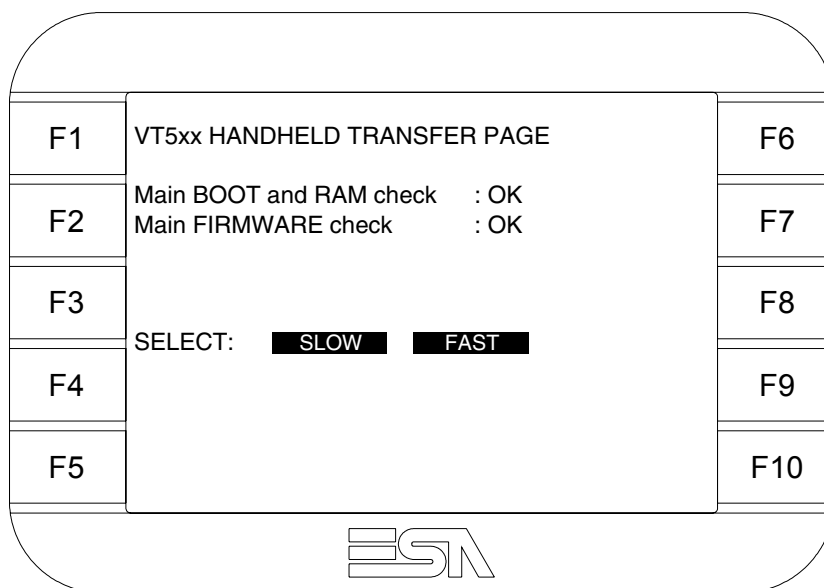 F1
F2
F3
F4
F5
VT5xx HANDHELD TRANSFER PAGE
Main BOOT and RAM check : OK
Main FIRMWARE check : OK
SELECT: SLOW FAST
F6
F7
F8
F9
F10
ESA